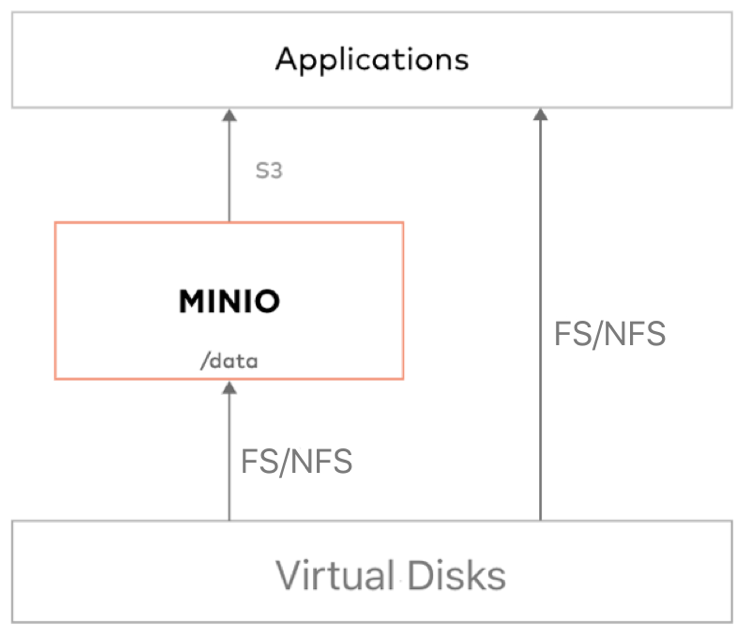 Applications
S3
MINIO
/data
FS/NFS
FS/NFS
Virtual Disks